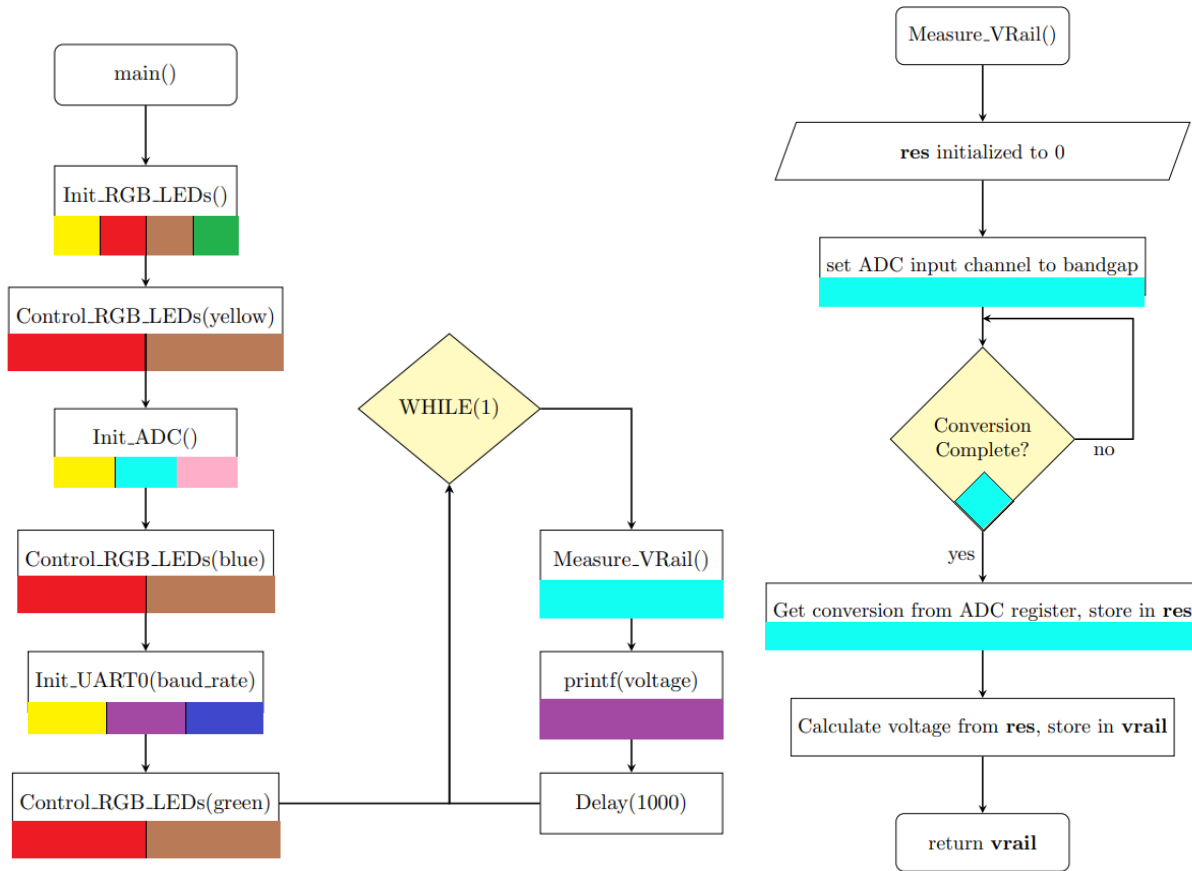 main()
Init_RGB_LEDs()
Control_RGB_LEDs(yellow)
Init_ADC()
Control_RGB_LEDs(blue)
Init_UART0(baud_rate)
Control_RGB_LEDs(green)
WHILE(1)
Measure_VRail()
printf(voltage)
Delay(1000)
Measure_VRail()
res initialized to 0
set ADC input channel to bandgap
Conversion
Complete?
no
yes
Get conversion from ADC register, store in res
Calculate voltage from res, store in vrail
return vrail